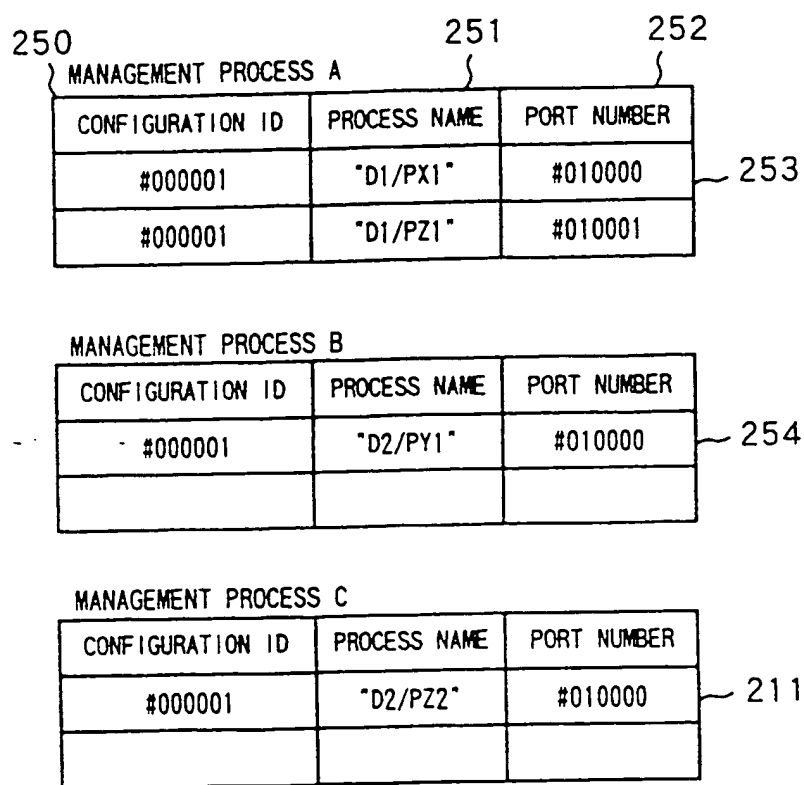 250 251 252
MANAGEMENT PROCESS A
CONFIGURATION ID PROCESS NAME PORT NUMBER
#000001 "D1/PX1" #010000 253
#000001 "D1/PZ1" #010001
MANAGEMENT PROCESS B
CONFIGURATION ID PROCESS NAME PORT NUMBER
#000001 "D2/PY1" #010000 254
MANAGEMENT PROCESS C
CONFIGURATION ID PROCESS NAME PORT NUMBER
#000001 "D2/PZ2" #010000 211